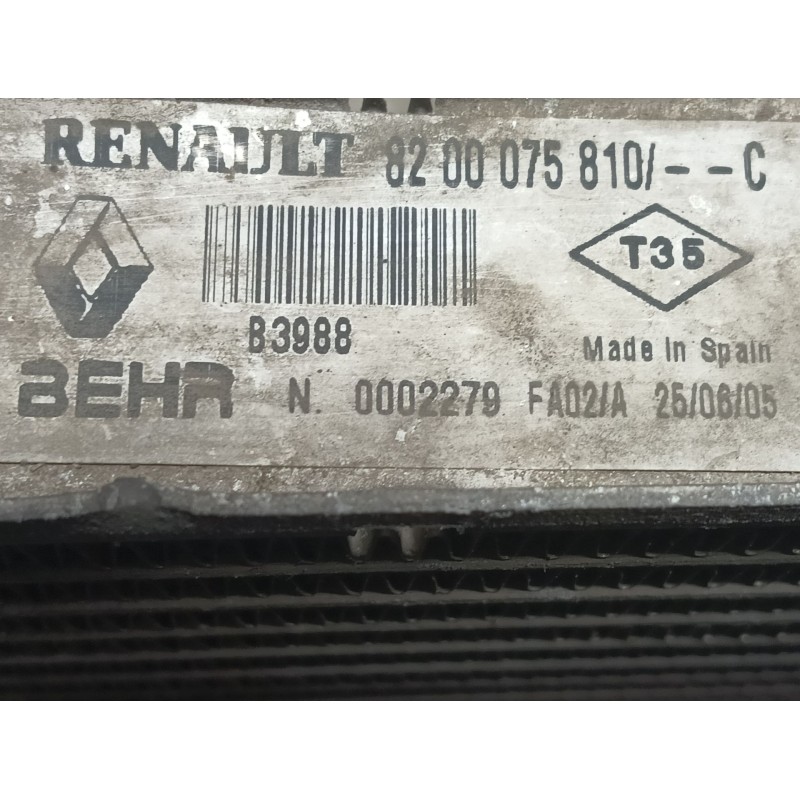 RENAULT 82 00 075 810/--C
T35
B3988
Made in Spain
BEHR N. 0002279 FA02/A 25/06/05